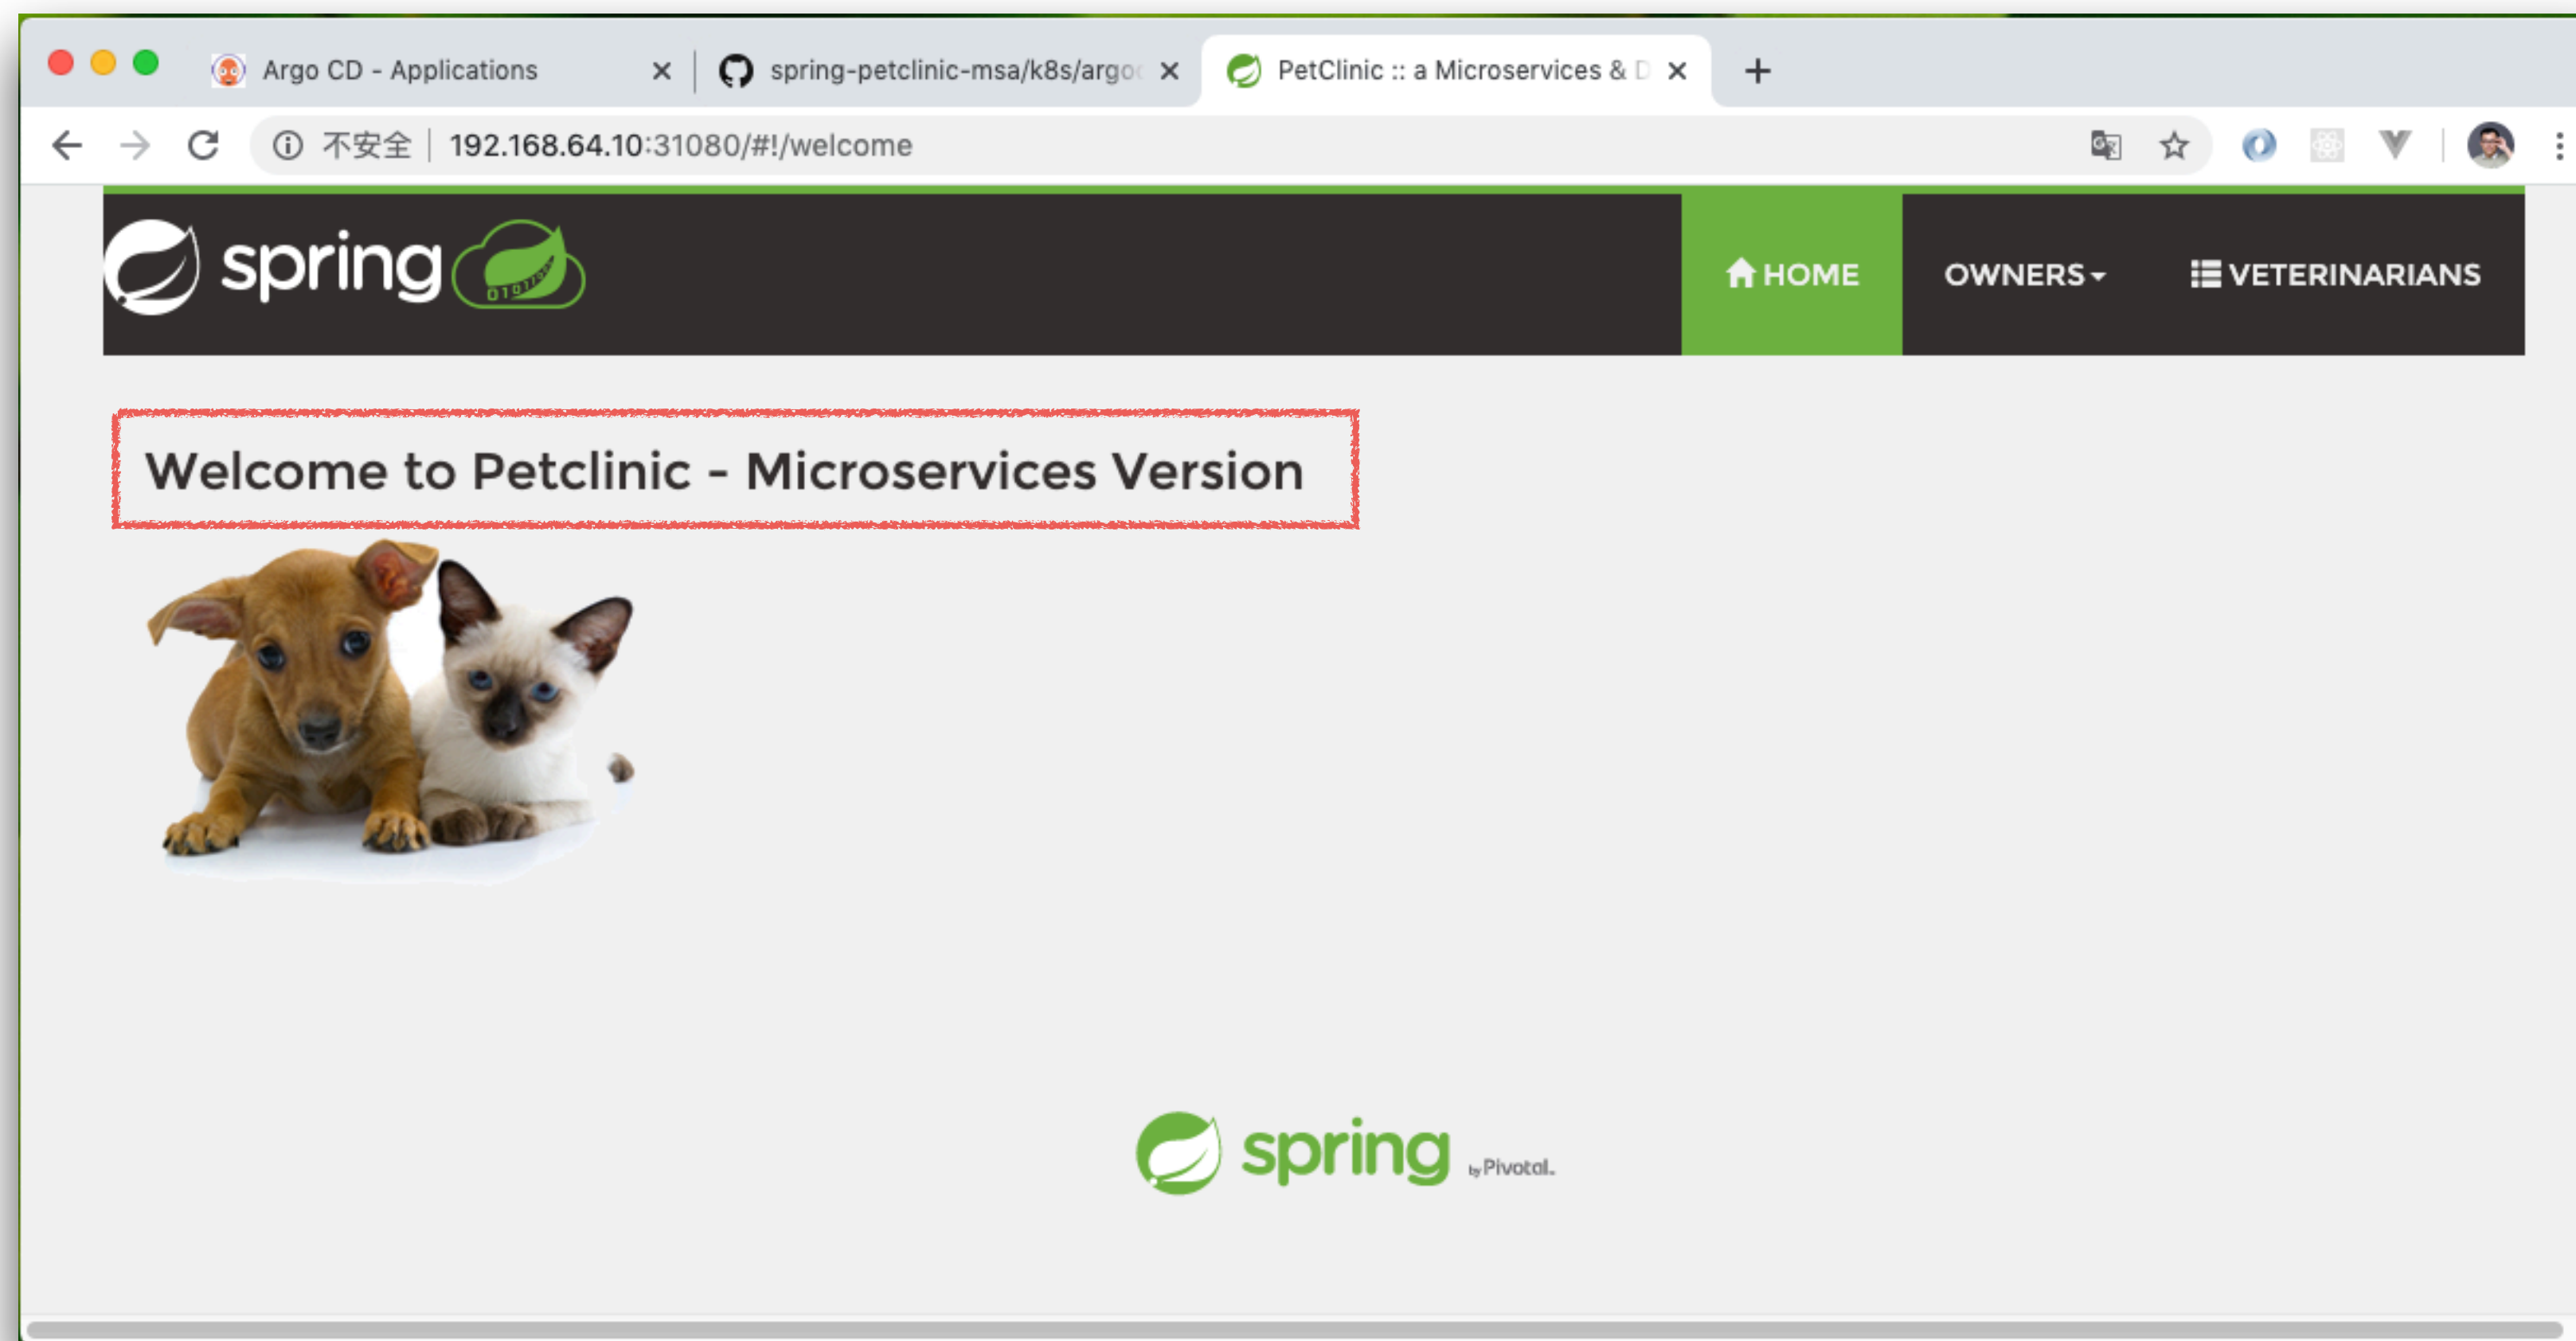 Argo CD - Applications
spring-petclinic-msa/k8s/argo
PetClinic :: a Microservices & D
不安全 192.168.64.10:31080/#!/welcome
spring
HOME OWNERS VETERINARIANS
Welcome to Petclinic - Microservices Version
spring by Pivotal